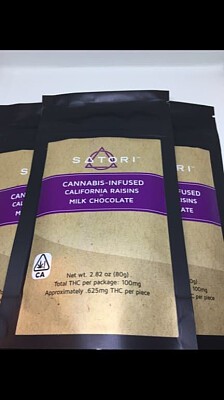 SATORI™
CANNABIS-INFUSED
CALIFORNIA RAISINS
MILK CHOCOLATE
Net wt. 2.82 oz (80g)
Total THC per package: 100mg
Approximately .625mg THC per piece
CA